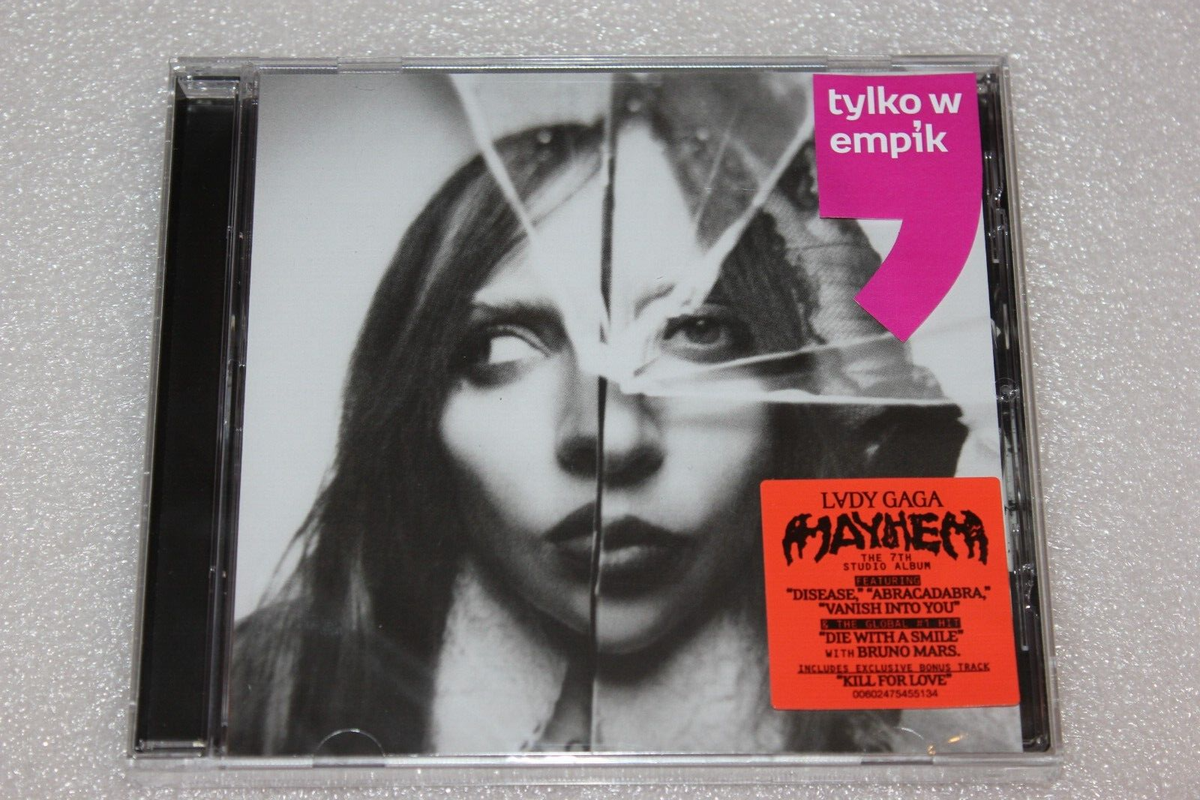 tylko w
empik
LADY GAGA
MAYHEM
THE 7TH
STUDIO ALBUM
FEATURING
"DISEASE," "ABRACADABRA,"
"VANISH INTO YOU"
& THE GLOBAL #1 HIT
"DIE WITH A SMILE"
WITH BRUNO MARS.
INCLUDES EXCLUSIVE BONUS TRACK
"KILL FOR LOVE"
00602475455134